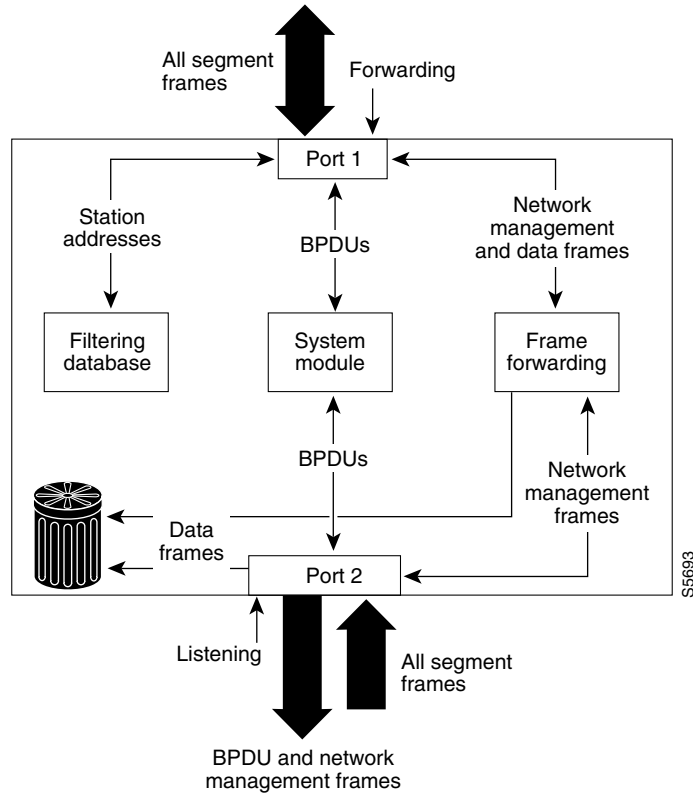 All segment
frames
Forwarding
Port 1
Station
addresses
BPDUs
Network
management
and data frames
Filtering
database
System
module
Frame
forwarding
BPDUs
Network
management
frames
Data
frames
Port 2
S5693
Listening
All segment
frames
BPDU and network
management frames